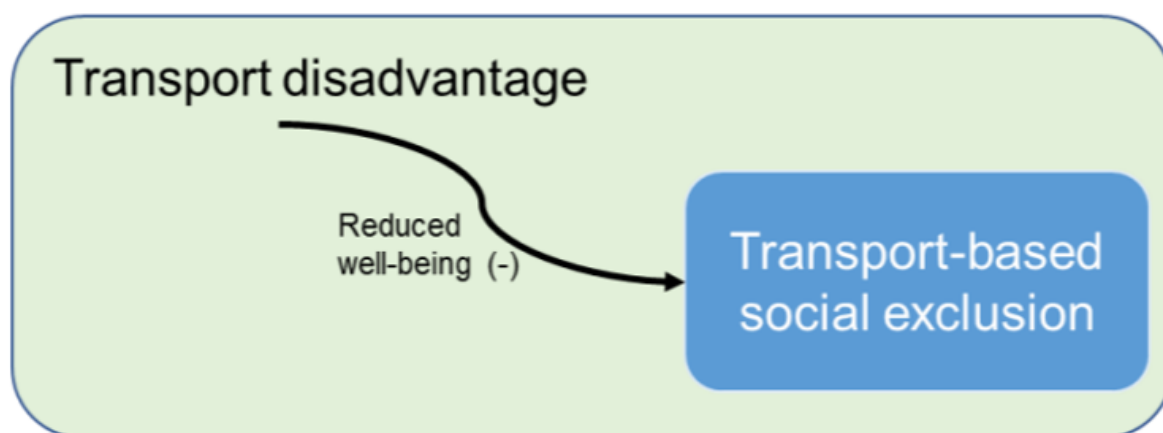 Transport disadvantage
Reduced
well-being (-)
Transport-based
social exclusion